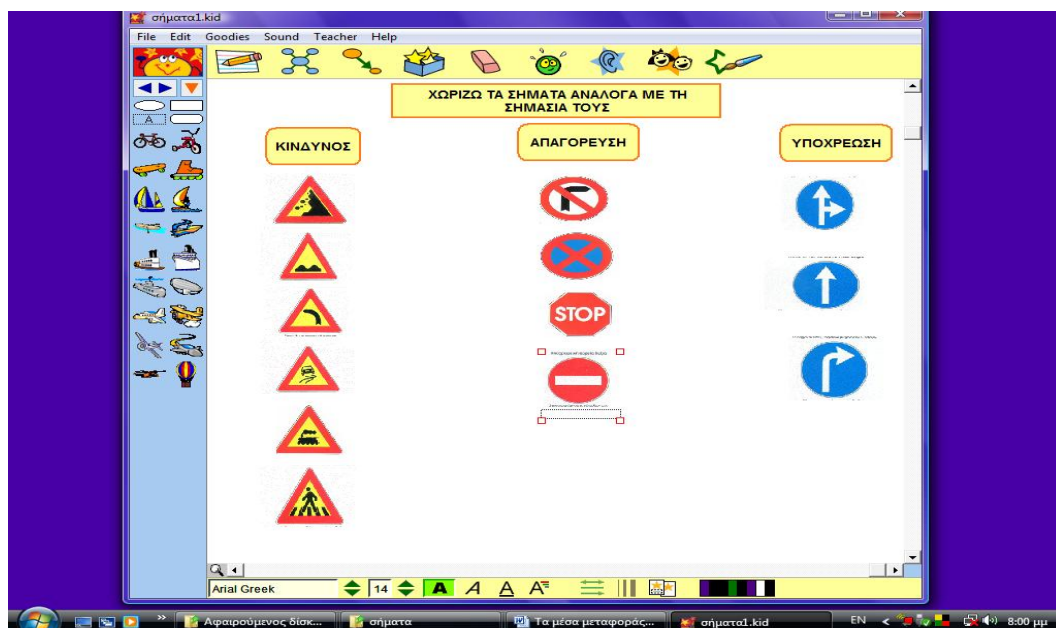 σήματα1.kid
File Edit Goodies Sound Teacher Help
ΧΩΡΙΖΩ ΤΑ ΣΗΜΑΤΑ ΑΝΑΛΟΓΑ ΜΕ ΤΗ
ΣΗΜΑΣΙΑ ΤΟΥΣ
ΚΙΝΔΥΝΟΣ
ΑΠΑΓΟΡΕΥΣΗ
ΥΠΟΧΡΕΩΣΗ
A
STOP
Arial Greek 14 A A A A
Αφαιρούμενος δίσκ... σήματα Τα μέσα μεταφοράς... σήματα1.kid EN 8:00 μμ